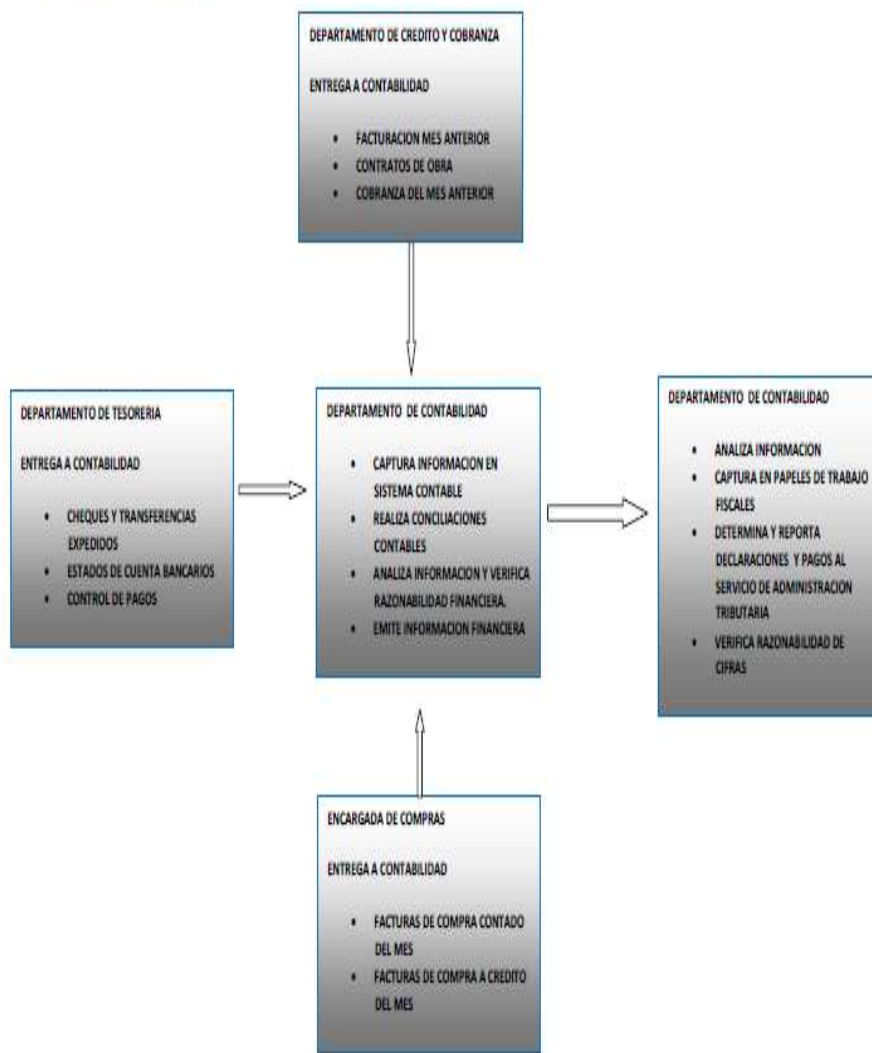 DEPARTAMENTO DE CREDITO Y COBRANZA
ENTREGA A CONTABILIDAD
• FACTURACION MES ANTERIOR
• CONTRATOS DE OBRA
• COBRANZA DEL MES ANTERIOR
DEPARTAMENTO DE TESORERIA
ENTREGA A CONTABILIDAD
• CHEQUES Y TRANSFERENCIAS
EXPEDIDOS
• ESTADOS DE CUENTA BANCARIOS
• CONTROL DE PAGOS
DEPARTAMENTO DE CONTABILIDAD
• CAPTURA INFORMACION EN
SISTEMA CONTABLE
• REALIZA CONCILIACIONES
CONTABLES
• ANALIZA INFORMACION Y VERIFICA
RAZONABILIDAD FINANCIERA.
• EMITE INFORMACION FINANCIERA
DEPARTAMENTO DE CONTABILIDAD
• ANALIZA INFORMACION
• CAPTURA EN PAPELES DE TRABAJO
FISCALES
• DETERMINA Y REPORTA
DECLARACIONES Y PAGOS AL
SERVICIO DE ADMINISTRACION
TRIBUTARIA
• VERIFICA RAZONABILIDAD DE
CIFRAS
ENCARGADA DE COMPRAS
ENTREGA A CONTABILIDAD
• FACTURAS DE COMPRA CONTADO
DEL MES
• FACTURAS DE COMPRA A CREDITO
DEL MES